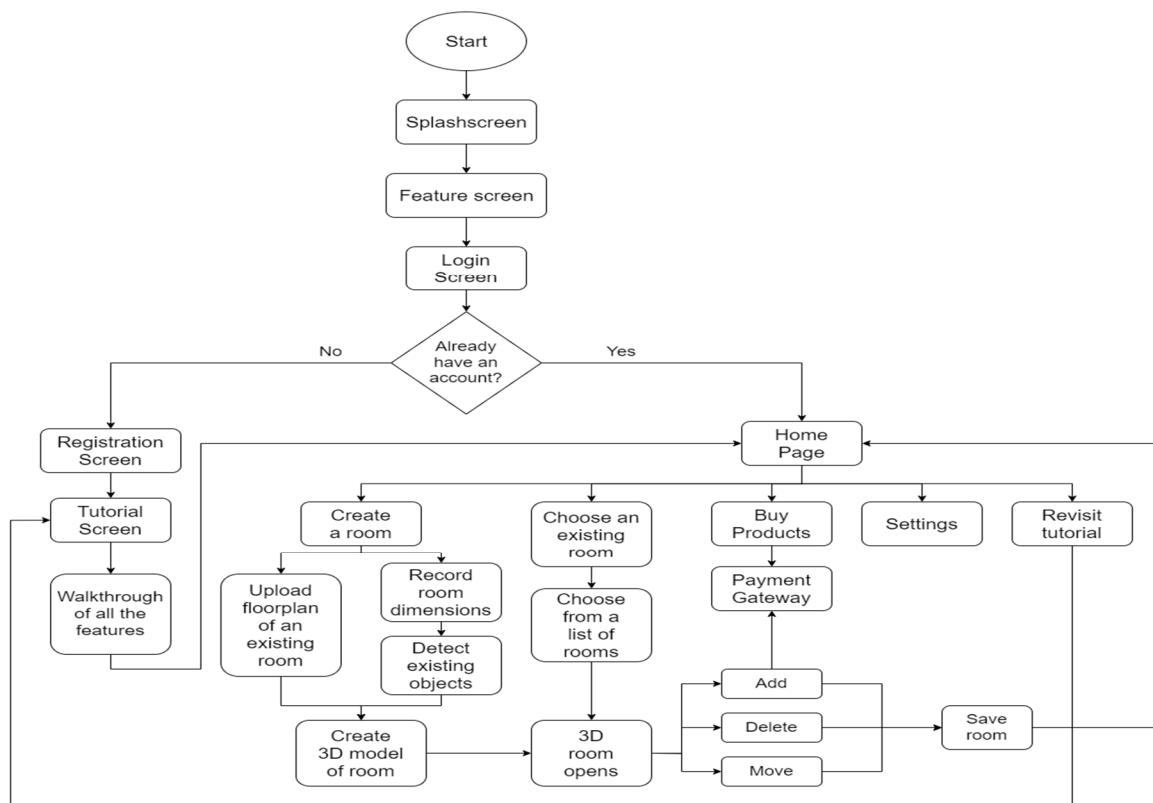 Start
Splashscreen
Feature screen
Login
Screen
Already
have an
account?
No
Yes
Registration
Screen
Home
Page
Tutorial
Screen
Create
a room
Choose an
existing
room
Buy
Products
Settings
Revisit
tutorial
Walkthrough
of all the
features
Upload
floorplan
of an
existing
room
Record
room
dimensions
Choose
from a
list of
rooms
Payment
Gateway
Detect
existing
objects
Add
Create
3D model
of room
3D
room
opens
Delete
Save
room
Move